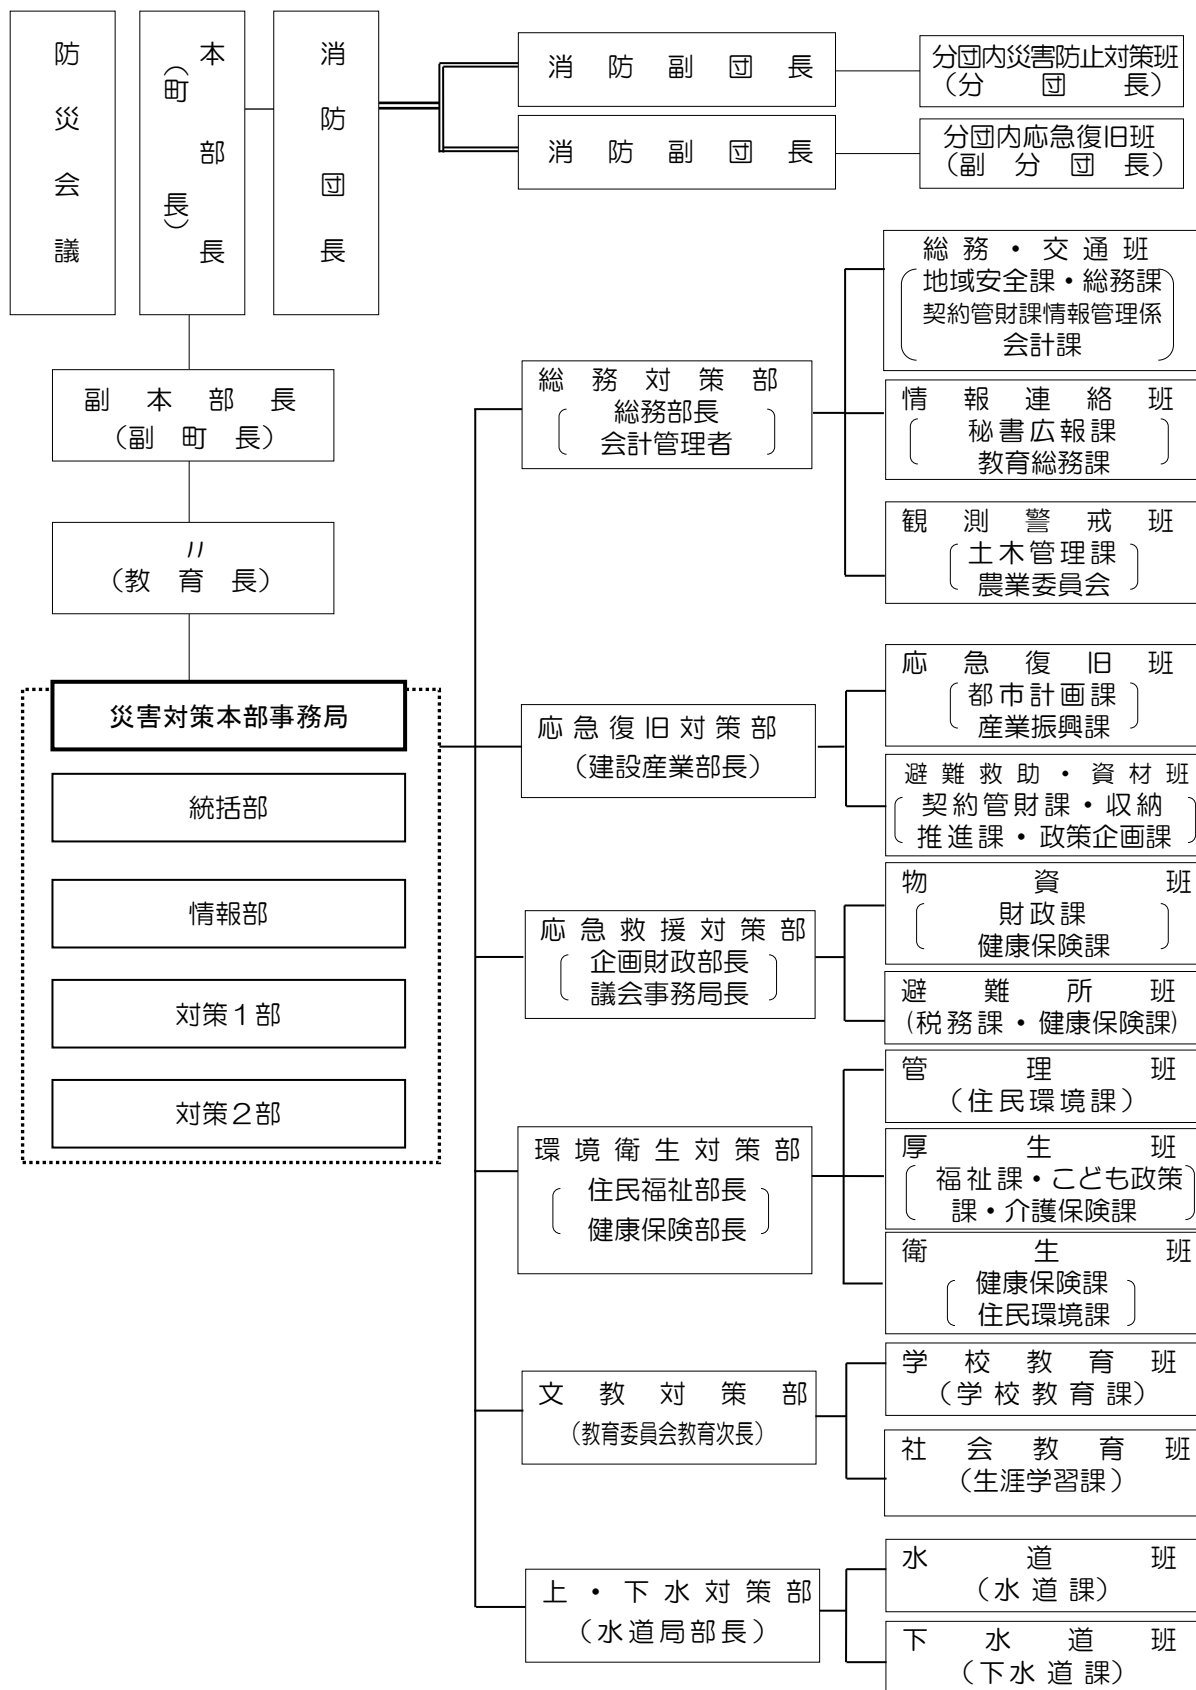 防災会議
本部長
（町長）
消防団長
消防副団長
分団内災害防止対策班
（分団長）
消防副団長
分団内応急復旧班
（副分団長）
副本部長
（副町長）
〃
（教育長）
災害対策本部事務局
統括部
情報部
対策１部
対策２部
総務対策部
総務部長
会計管理者
総務・交通班
地域安全課・総務課
契約管財課情報管理係
会計課
情報連絡班
秘書広報課
教育総務課
観測警戒班
土木管理課
農業委員会
応急復旧対策部
（建設産業部長）
応急復旧班
都市計画課
産業振興課
避難救助・資材班
契約管財課・収納
推進課・政策企画課
応急救援対策部
企画財政部長
議会事務局長
物資班
財政課
健康保険課
避難所班
(税務課・健康保険課)
環境衛生対策部
住民福祉部長
健康保険部長
管理班
（住民環境課）
厚生班
福祉課・こども政策
課・介護保険課
衛生班
健康保険課
住民環境課
文教対策部
（教育委員会教育次長）
学校教育班
（学校教育課）
社会教育班
（生涯学習課）
上・下水対策部
（水道局部長）
水道班
（水道課）
下水道班
（下水道課）